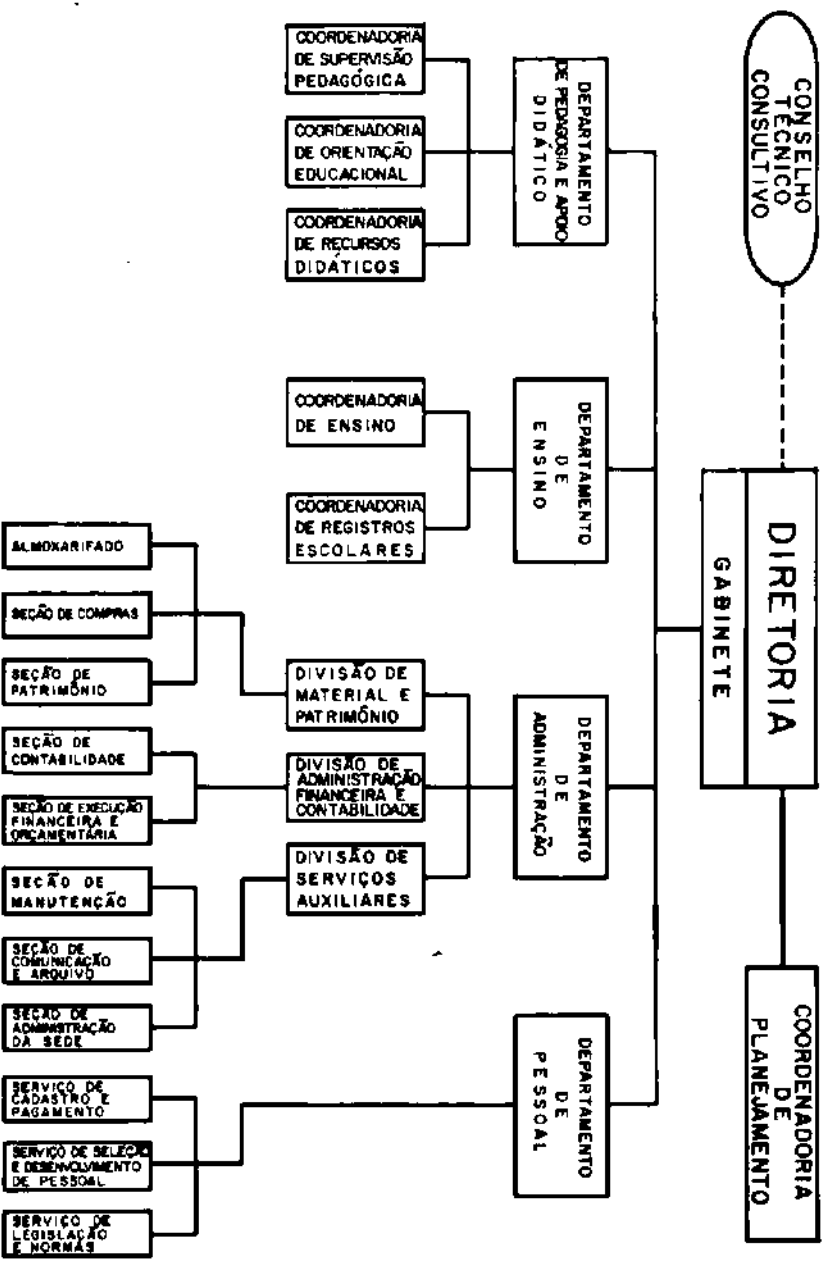 CONSELHO
TÉCNICO
CONSULTIVO
DIRETORIA
GABINETE
COORDENADORIA
DE
PLANEJAMENTO
DEPARTAMENTO
DE PEDAGOGIA E APOIO
DIDÁTICO
DEPARTAMENTO
DE
ENSINO
DEPARTAMENTO
DE
ADMINISTRAÇÃO
DEPARTAMENTO
DE
PESSOAL
COORDENADORIA
DE SUPERVISÃO
PEDAGÓGICA
COORDENADORIA
DE ORIENTAÇÃO
EDUCACIONAL
COORDENADORIA
DE RECURSOS
DIDÁTICOS
COORDENADORIA
DE ENSINO
COORDENADORIA
DE REGISTROS
ESCOLARES
DIVISÃO DE
MATERIAL E
PATRIMÔNIO
DIVISÃO DE
ADMINISTRAÇÃO
FINANCEIRA E
CONTABILIDADE
DIVISÃO DE
SERVIÇOS
AUXILIARES
ALMOXARIFADO
SEÇÃO DE COMPRAS
SEÇÃO DE
PATRIMÔNIO
SEÇÃO DE
CONTABILIDADE
SEÇÃO DE EXECUÇÃO
FINANCEIRA E
ORÇAMENTÁRIA
SEÇÃO DE
MANUTENÇÃO
SEÇÃO DE
COMUNICAÇÃO
E ARQUIVO
SEÇÃO DE
ADMINISTRAÇÃO
DA SEDE
SERVIÇO DE
CADASTRO E
PAGAMENTO
SERVIÇO DE SELEÇÃO
E DESENVOLVIMENTO
DE PESSOAL
SERVIÇO DE
LEGISLAÇÃO
E NORMAS